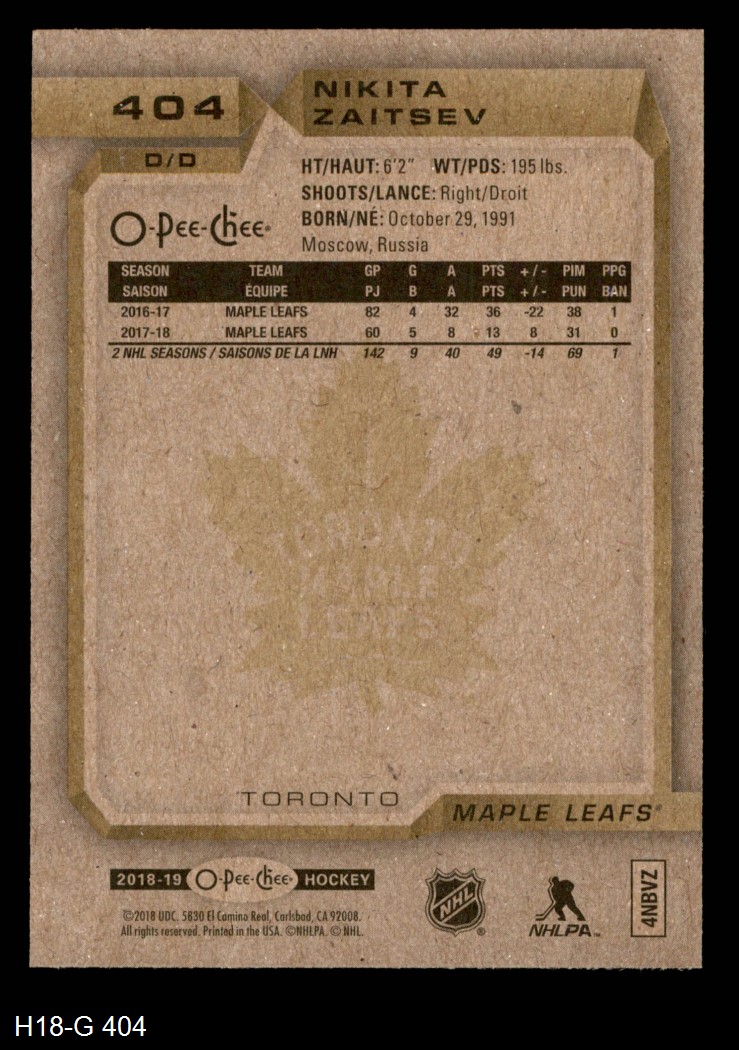 404
NIKITA
ZAITSEV
D/D
HT/HAUT: 6'2" WT/PDS: 195 lbs.
SHOOTS/LANCE: Right/Droit
BORN/NÉ: October 29, 1991
Moscow, Russia
O-Pee-Chee
SEASON TEAM GP G A PTS +/- PIM PPG
SAISON ÉQUIPE PJ B A PTS +/- PUN BAN
2016-17 MAPLE LEAFS 82 4 32 36 -22 38 1
2017-18 MAPLE LEAFS 60 5 8 13 8 31 0
2 NHL SEASONS / SAISONS DE LA LNH 142 9 40 49 -14 69 1
TORONTO
MAPLE
LEAFS
TORONTO
MAPLE LEAFS®
2018-19 O-Pee-Chee® HOCKEY
©2018 UDC. 5830 El Camino Real, Carlsbad, CA 92008.
All rights reserved. Printed in the USA. ©NHLPA. © NHL.
NHL ®
NHLPA™
4NBVZ
H18-G 404